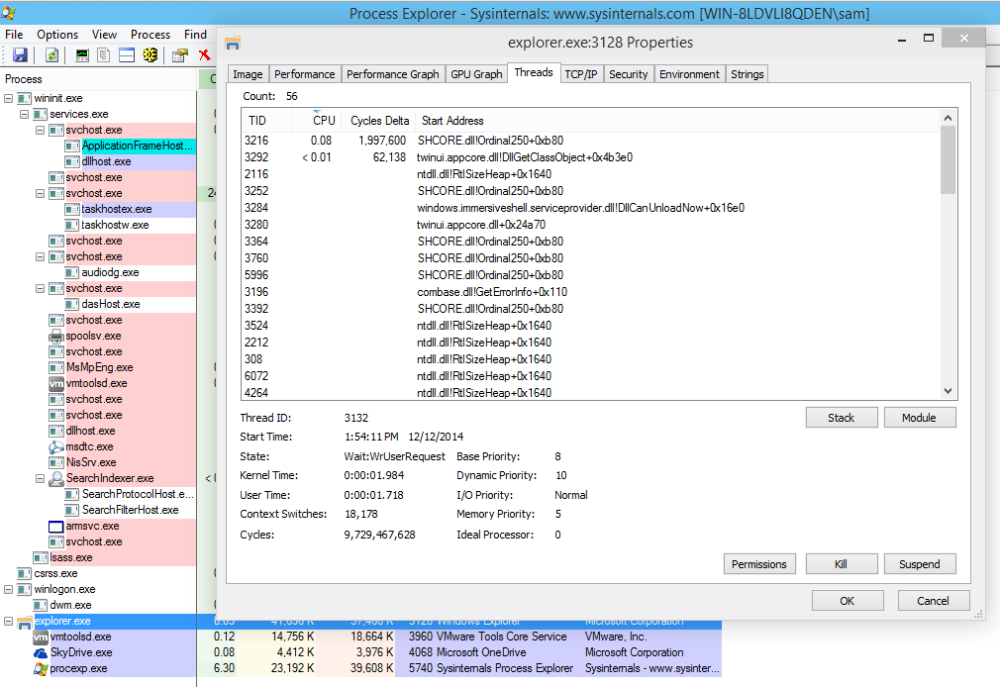 Process Explorer - Sysinternals: www.sysinternals.com [WIN-8LDVLI8QDEN\sam]
File Options View Process Find
explorer.exe:3128 Properties
Image Performance Performance Graph GPU Graph Threads TCP/IP Security Environment Strings
Count: 56
TID CPU Cycles Delta Start Address
3216 0.08 1,997,600 SHCORE.dll!Ordinal250+0xb80
3292 < 0.01 62,138 twinui.appcore.dll!DllGetClassObject+0x4b3e0
2116 ntdll.dll!RtlSizeHeap+0x1640
3252 SHCORE.dll!Ordinal250+0xb80
3284 windows.immersiveshell.serviceprovider.dll!DllCanUnloadNow+0x16e0
3280 twinui.appcore.dll+0x24a70
3364 SHCORE.dll!Ordinal250+0xb80
3760 SHCORE.dll!Ordinal250+0xb80
5996 SHCORE.dll!Ordinal250+0xb80
3196 combase.dll!GetErrorInfo+0x110
3392 SHCORE.dll!Ordinal250+0xb80
3524 ntdll.dll!RtlSizeHeap+0x1640
2212 ntdll.dll!RtlSizeHeap+0x1640
308 ntdll.dll!RtlSizeHeap+0x1640
6072 ntdll.dll!RtlSizeHeap+0x1640
4264 ntdll.dll!RtlSizeHeap+0x1640
Thread ID: 3132
Stack Module
Start Time: 1:54:11 PM 12/12/2014
State: Wait:WrUserRequest Base Priority: 8
Kernel Time: 0:00:01.984 Dynamic Priority: 10
User Time: 0:00:01.718 I/O Priority: Normal
Context Switches: 18,178 Memory Priority: 5
Cycles: 9,729,467,628 Ideal Processor: 0
Permissions Kill Suspend
OK Cancel
Process
wininit.exe
services.exe
svchost.exe
ApplicationFrameHost...
dllhost.exe
svchost.exe
svchost.exe
taskhostex.exe
taskhostw.exe
svchost.exe
svchost.exe
audiodg.exe
svchost.exe
dasHost.exe
svchost.exe
spoolsv.exe
svchost.exe
MsMpEng.exe
vmtoolsd.exe
svchost.exe
svchost.exe
dllhost.exe
msdtc.exe
NisSrv.exe
SearchIndexer.exe
SearchProtocolHost.e...
SearchFilterHost.exe
armsvc.exe
svchost.exe
lsass.exe
csrss.exe
winlogon.exe
dwm.exe
explorer.exe 3128 Windows Explorer Microsoft Corporation
vmtoolsd.exe 0.12 14,756 K 18,664 K 3960 VMware Tools Core Service VMware, Inc.
SkyDrive.exe 0.08 4,412 K 3,976 K 4068 Microsoft OneDrive Microsoft Corporation
procexp.exe 6.30 23,192 K 39,608 K 5740 Sysinternals Process Explorer Sysinternals - www.sysinter...